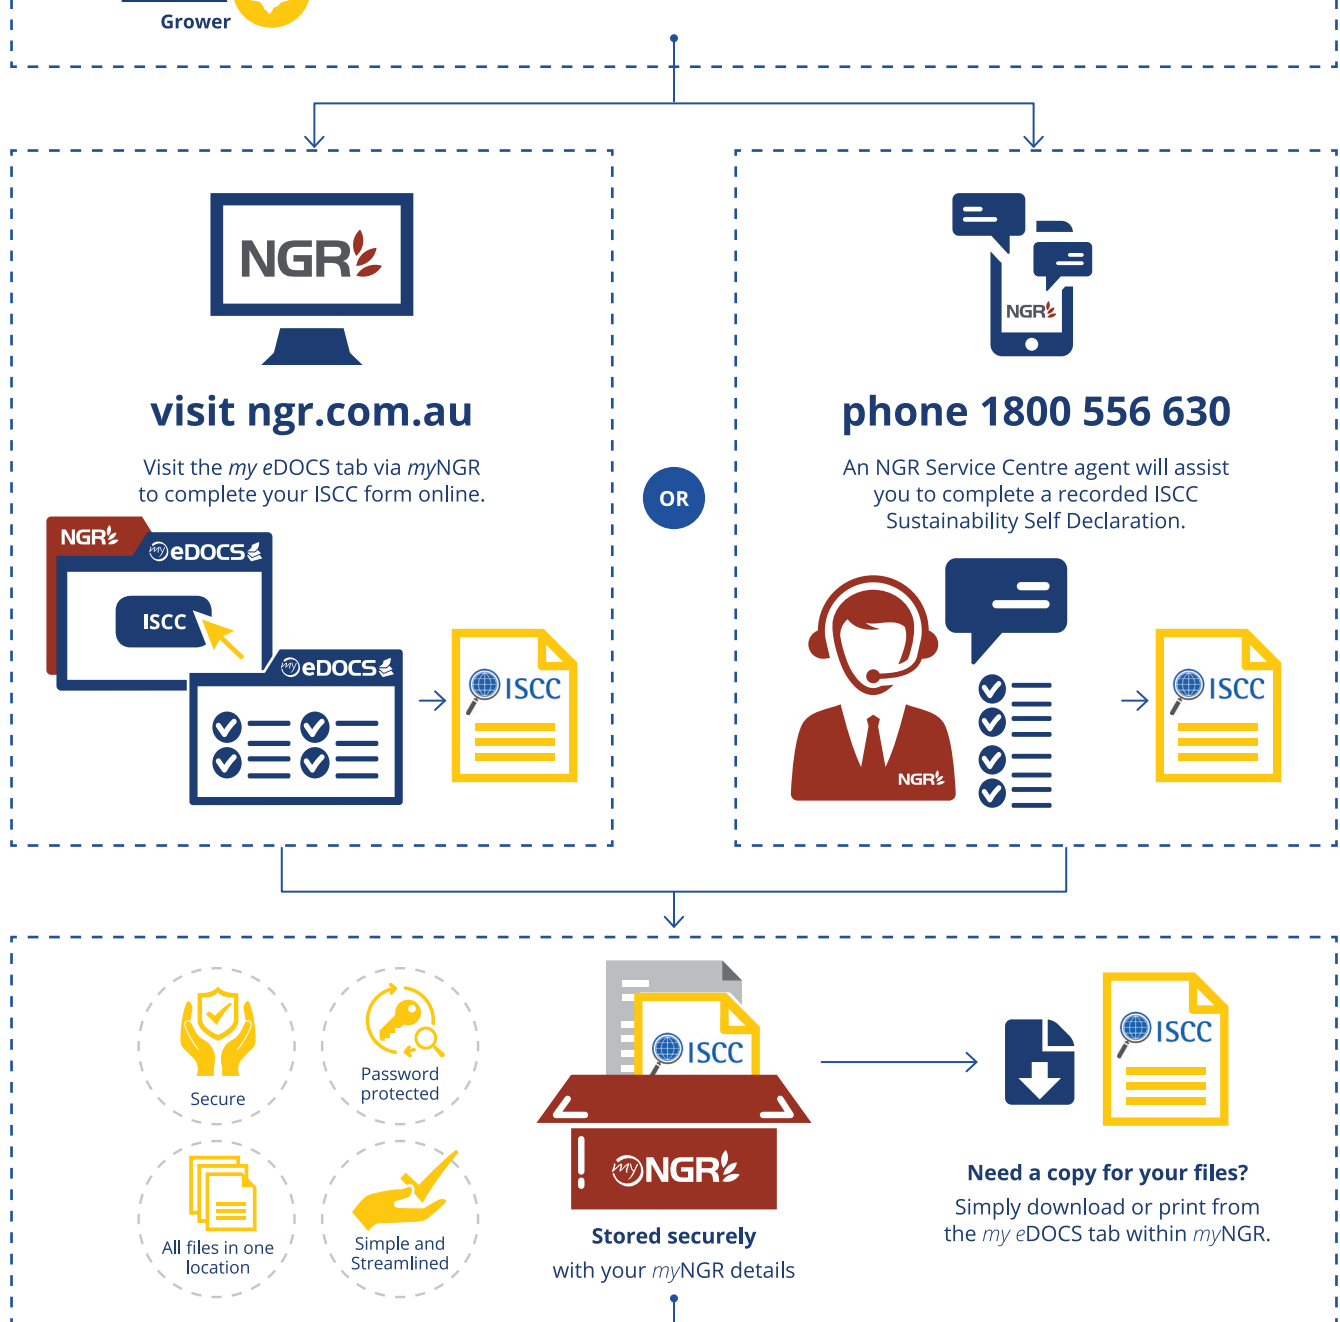 Grower
NGR
visit ngr.com.au
Visit the my eDOCS tab via myNGR
to complete your ISCC form online.
NGR
my eDOCS
ISCC
my eDOCS
ISCC
OR
NGR
phone 1800 556 630
An NGR Service Centre agent will assist
you to complete a recorded ISCC
Sustainability Self Declaration.
NGR
ISCC
Secure
Password
protected
All files in one
location
Simple and
Streamlined
ISCC
my NGR
Stored securely
with your myNGR details
ISCC
Need a copy for your files?
Simply download or print from
the my eDOCS tab within myNGR.